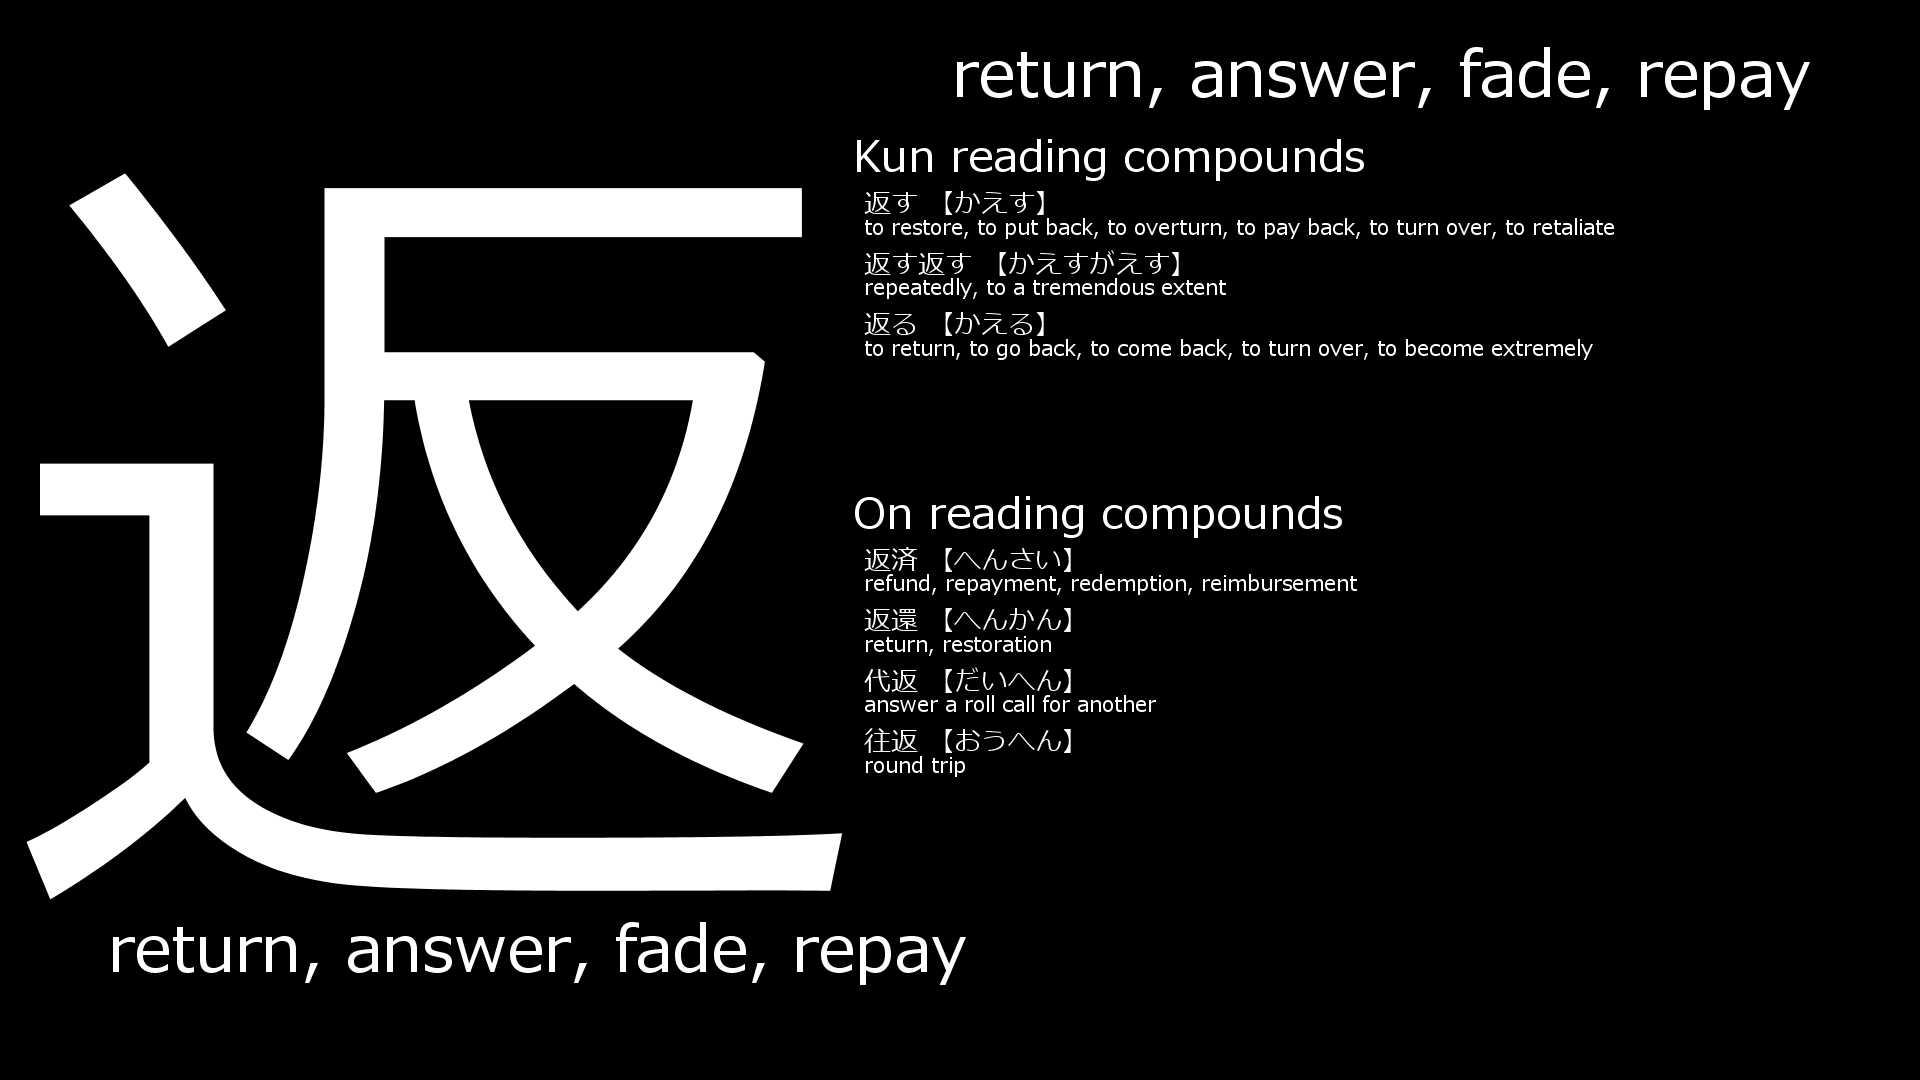 返
return, answer, fade, repay
return, answer, fade, repay
Kun reading compounds
返す 【かえす】
to restore, to put back, to overturn, to pay back, to turn over, to retaliate
返す返す 【かえすがえす】
repeatedly, to a tremendous extent
返る 【かえる】
to return, to go back, to come back, to turn over, to become extremely
On reading compounds
返済 【へんさい】
refund, repayment, redemption, reimbursement
返還 【へんかん】
return, restoration
代返 【だいへん】
answer a roll call for another
往返 【おうへん】
round trip